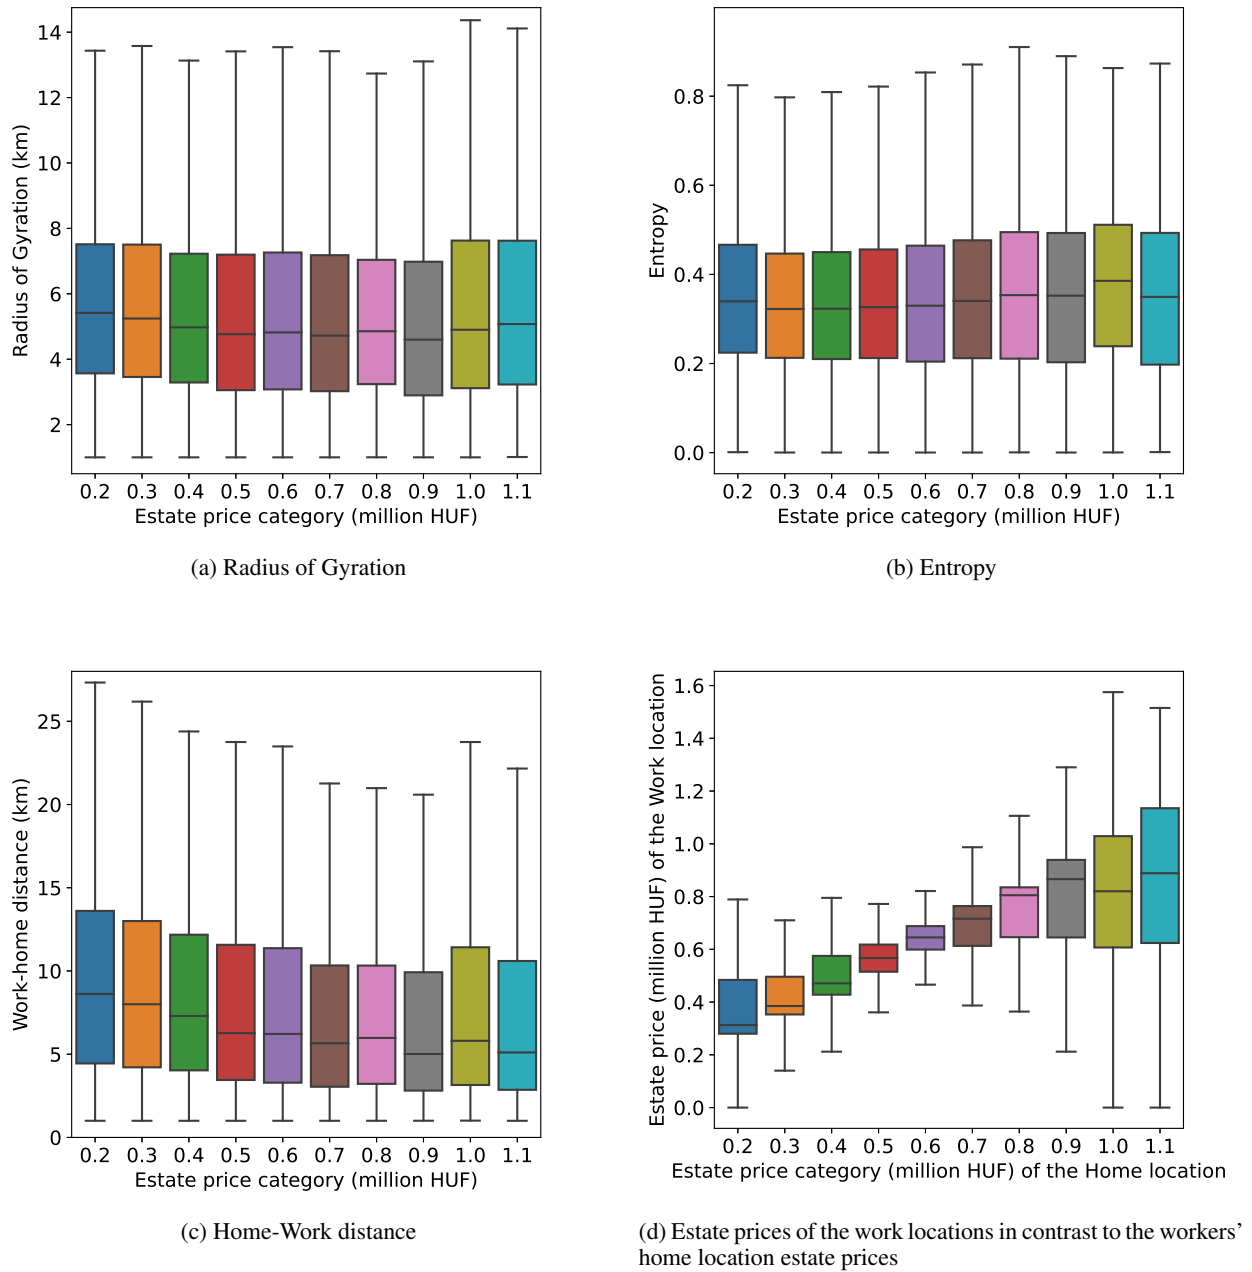 14
12
10
8
6
4
2
Radius of Gyration (km)
0.2 0.3 0.4 0.5 0.6 0.7 0.8 0.9 1.0 1.1
Estate price category (million HUF)
(a) Radius of Gyration
0.8
0.6
0.4
0.2
0.0
Entropy
0.2 0.3 0.4 0.5 0.6 0.7 0.8 0.9 1.0 1.1
Estate price category (million HUF)
(b) Entropy
25
20
15
10
5
0
Work-home distance (km)
0.2 0.3 0.4 0.5 0.6 0.7 0.8 0.9 1.0 1.1
Estate price category (million HUF)
(c) Home-Work distance
1.6
1.4
1.2
1.0
0.8
0.6
0.4
0.2
0.0
Estate price (million HUF) of the Work location
0.2 0.3 0.4 0.5 0.6 0.7 0.8 0.9 1.0 1.1
Estate price category (million HUF) of the Home location
(d) Estate prices of the work locations in contrast to the workers'
home location estate prices